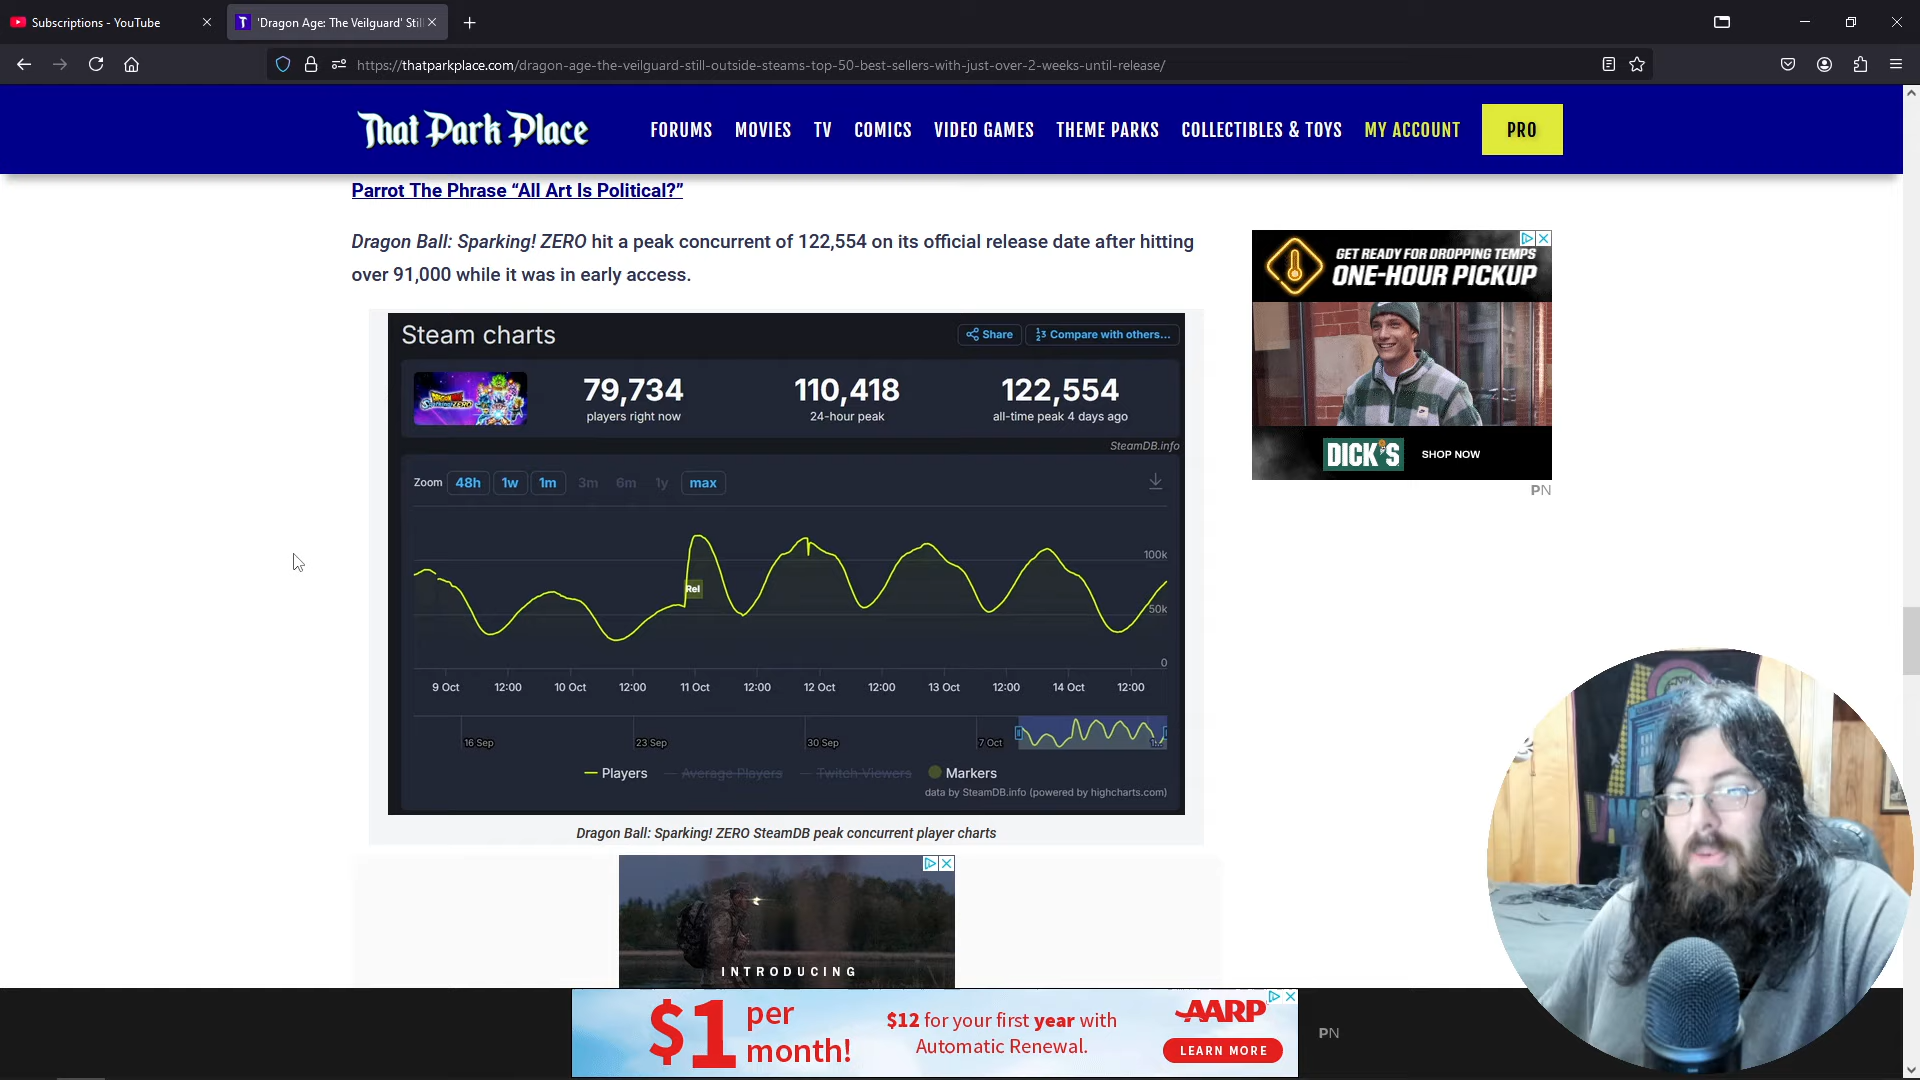 Subscriptions - YouTube
'Dragon Age: The Veilguard' Still
https://thatparkplace.com/dragon-age-the-veilguard-still-outside-steams-top-50-best-sellers-with-just-over-2-weeks-until-release/
That Park Place
FORUMS MOVIES TV COMICS VIDEO GAMES THEME PARKS COLLECTIBLES & TOYS MY ACCOUNT PRO
Parrot The Phrase “All Art Is Political?”
Dragon Ball: Sparking! ZERO hit a peak concurrent of 122,554 on its official release date after hitting
over 91,000 while it was in early access.
GET READY FOR DROPPING TEMPS
ONE-HOUR PICKUP
DICK'S SHOP NOW
PN
Steam charts
Share Compare with others...
79,734 110,418 122,554
players right now 24-hour peak all-time peak 4 days ago
SteamDB.info
Zoom 48h 1w 1m 3m 6m 1y max
100k
Rel
50k
0
9 Oct 12:00 10 Oct 12:00 11 Oct 12:00 12 Oct 12:00 13 Oct 12:00 14 Oct 12:00
16 Sep 23 Sep 30 Sep 7 Oct
Players Average Players Twitch Viewers Markers
data by SteamDB.info (powered by highcharts.com)
Dragon Ball: Sparking! ZERO SteamDB peak concurrent player charts
INTRODUCING
$1 per month!
$12 for your first year with
Automatic Renewal.
AARP
LEARN MORE
PN